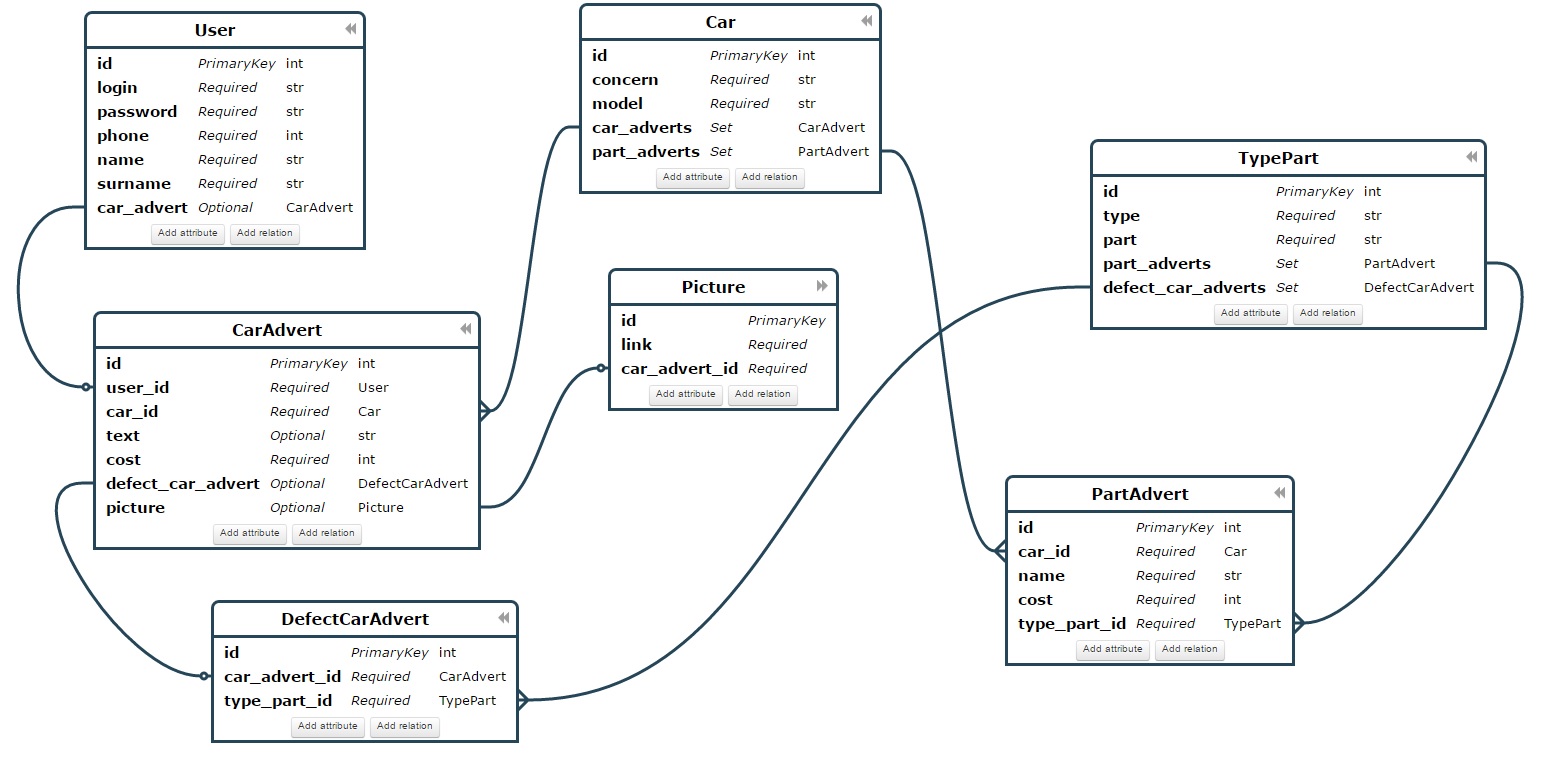 User
id PrimaryKey int
login Required str
password Required str
phone Required int
name Required str
surname Required str
car_advert Optional CarAdvert
Add attribute Add relation
Car
id PrimaryKey int
concern Required str
model Required str
car_adverts Set CarAdvert
part_adverts Set PartAdvert
Add attribute Add relation
TypePart
id PrimaryKey int
type Required str
part Required str
part_adverts Set PartAdvert
defect_car_adverts Set DefectCarAdvert
Add attribute Add relation
Picture
id PrimaryKey
link Required
car_advert_id Required
Add attribute Add relation
CarAdvert
id PrimaryKey int
user_id Required User
car_id Required Car
text Optional str
cost Required int
defect_car_advert Optional DefectCarAdvert
picture Optional Picture
Add attribute Add relation
PartAdvert
id PrimaryKey int
car_id Required Car
name Required str
cost Required int
type_part_id Required TypePart
Add attribute Add relation
DefectCarAdvert
id PrimaryKey int
car_advert_id Required CarAdvert
type_part_id Required TypePart
Add attribute Add relation